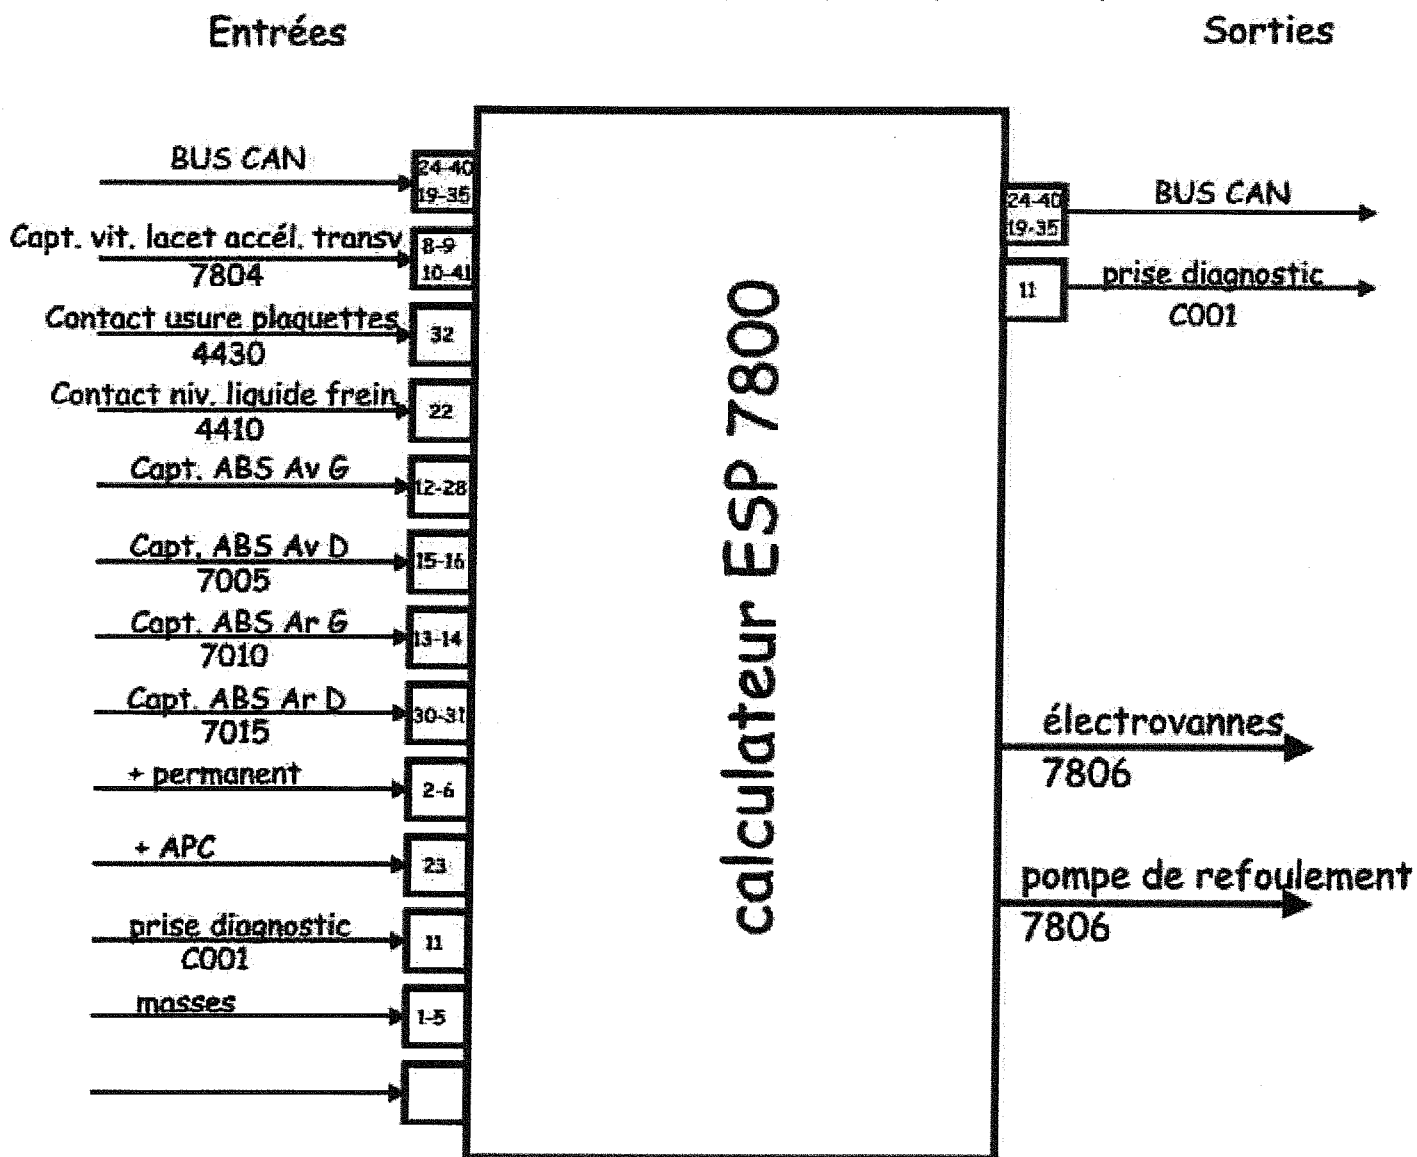 Entrées
Sorties
BUS CAN
24-40
19-35
Capt. vit. lacet accél. transv
7804
8-9
10-41
Contact usure plaquettes
4430
32
Contact niv. liquide frein
4410
22
Capt. ABS Av G
12-28
Capt. ABS Av D
7005
15-16
Capt. ABS Ar G
7010
13-14
Capt. ABS Ar D
7015
30-31
+ permanent
2-6
+ APC
23
prise diagnostic
C001
11
masses
1-5
calculateur ESP 7800
24-40
19-35
BUS CAN
11
prise diagnostic
C001
électrovannes
7806
pompe de refoulement
7806